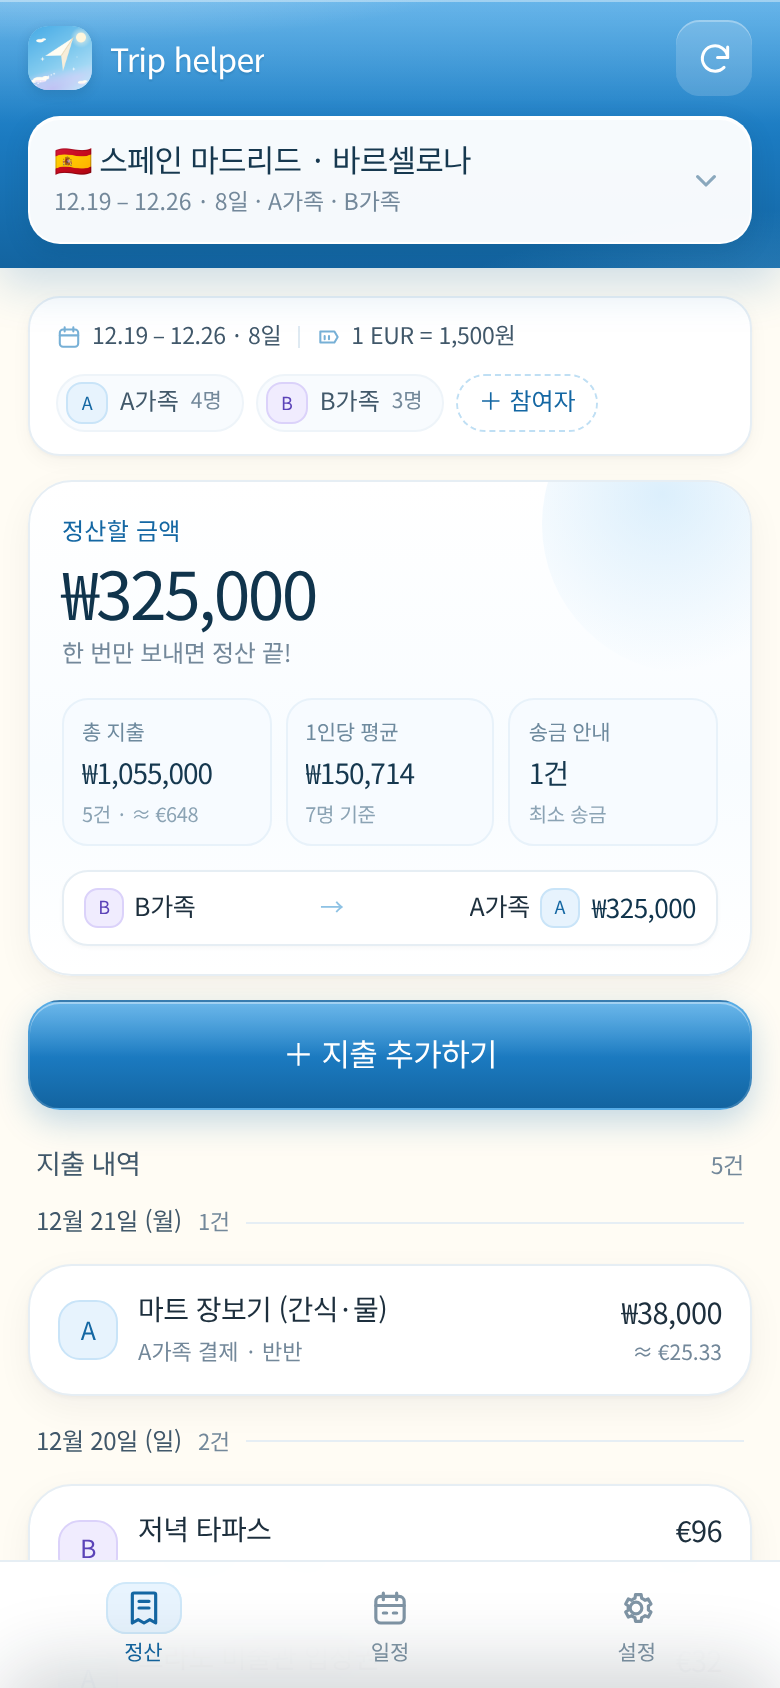 Trip helper
🇪🇸 스페인 마드리드 · 바르셀로나
12.19 – 12.26 · 8일 · A가족 · B가족
12.19 – 12.26 · 8일 | 1 EUR = 1,500원
A A가족 4명 B B가족 3명 + 참여자
정산할 금액
₩325,000
한 번만 보내면 정산 끝!
총 지출 1인당 평균 송금 안내
₩1,055,000 ₩150,714 1건
5건 · ≈ €648 7명 기준 최소 송금
B B가족 → A가족 A ₩325,000
+ 지출 추가하기
지출 내역 5건
12월 21일 (월) 1건
A 마트 장보기 (간식·물) ₩38,000
A가족 결제 · 반반 ≈ €25.33
12월 20일 (일) 2건
B 저녁 타파스 €96
정산 일정 설정